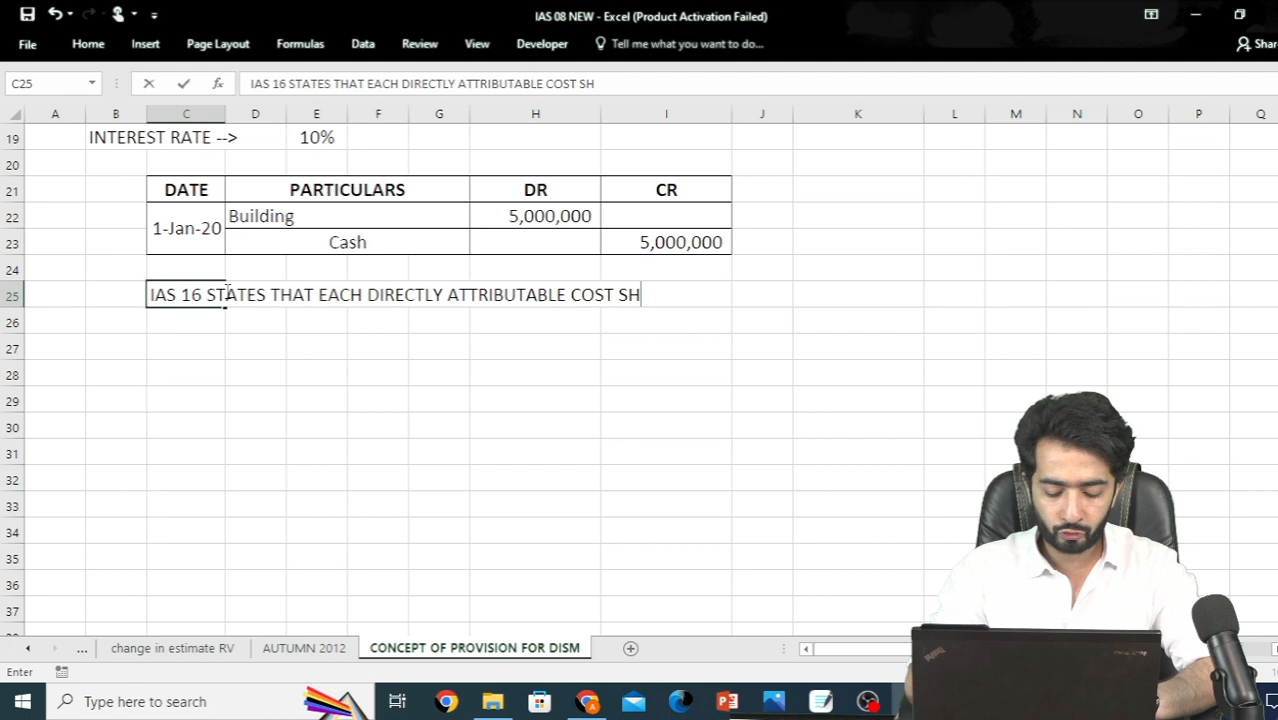 IAS 08 NEW - Excel (Product Activation Failed)
File Home Insert Page Layout Formulas Data Review View Developer Tell me what you want to do... Shar
C25 fx IAS 16 STATES THAT EACH DIRECTLY ATTRIBUTABLE COST SH
A B C D E F G H I J K L M N O P Q
19 INTEREST RATE --> 10%
20
21 DATE PARTICULARS DR CR
22 Building 5,000,000
1-Jan-20
23 Cash 5,000,000
24
25 IAS 16 STATES THAT EACH DIRECTLY ATTRIBUTABLE COST SH
26
27
28
29
30
31
32
33
34
35
36
37
... change in estimate RV AUTUMN 2012 CONCEPT OF PROVISION FOR DISM
Enter
Type here to search